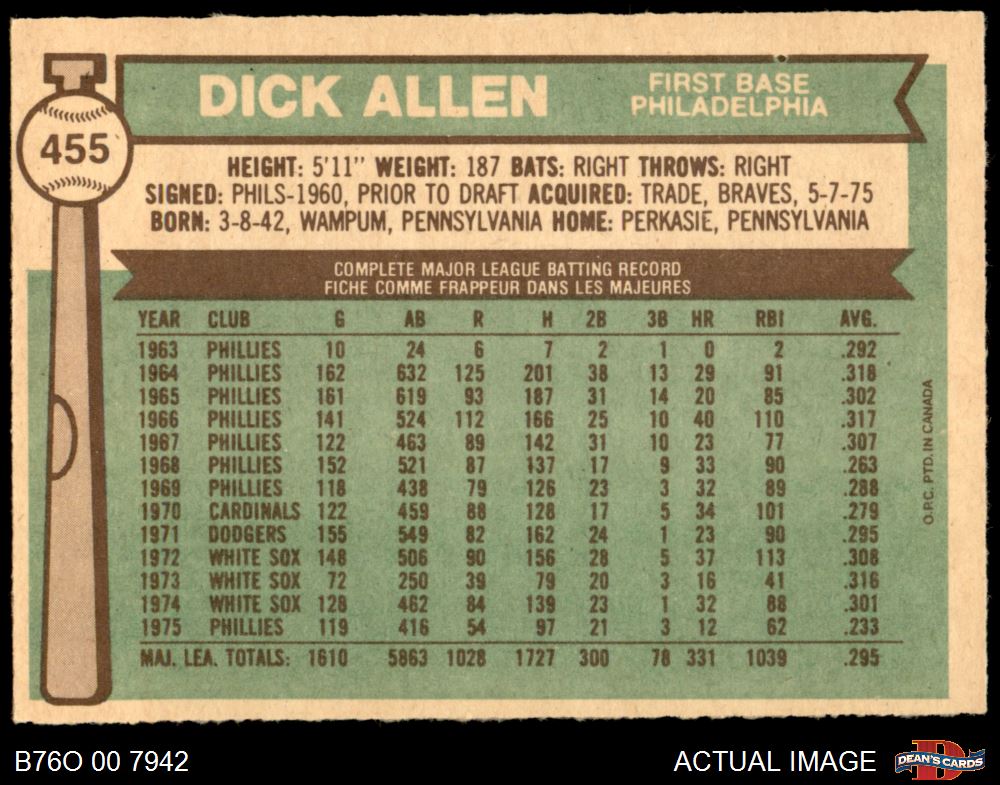 DICK ALLEN
FIRST BASE
PHILADELPHIA
455
HEIGHT: 5'11" WEIGHT: 187 BATS: RIGHT THROWS: RIGHT
SIGNED: PHILS-1960, PRIOR TO DRAFT ACQUIRED: TRADE, BRAVES, 5-7-75
BORN: 3-8-42, WAMPUM, PENNSYLVANIA HOME: PERKASIE, PENNSYLVANIA
COMPLETE MAJOR LEAGUE BATTING RECORD
FICHE COMME FRAPPEUR DANS LES MAJEURES
YEAR CLUB G AB R H 2B 3B HR RBI AVG.
1963 PHILLIES 10 24 6 7 2 1 0 2 .292
1964 PHILLIES 162 632 125 201 38 13 29 91 .318
1965 PHILLIES 161 619 93 187 31 14 20 85 .302
1966 PHILLIES 141 524 112 166 25 10 40 110 .317
1967 PHILLIES 122 463 89 142 31 10 23 77 .307
1968 PHILLIES 152 521 87 137 17 9 33 90 .263
1969 PHILLIES 118 438 79 126 23 3 32 89 .288
1970 CARDINALS 122 459 88 128 17 5 34 101 .279
1971 DODGERS 155 549 82 162 24 1 23 90 .295
1972 WHITE SOX 148 506 90 156 28 5 37 113 .308
1973 WHITE SOX 72 250 39 79 20 3 16 41 .316
1974 WHITE SOX 128 462 84 139 23 1 32 88 .301
1975 PHILLIES 119 416 54 97 21 3 12 62 .233
MAJ. LEA. TOTALS: 1610 5863 1028 1727 300 78 331 1039 .295
O.P.C. PTD. IN CANADA
B76O 00 7942
ACTUAL IMAGE
DEAN'S CARDS